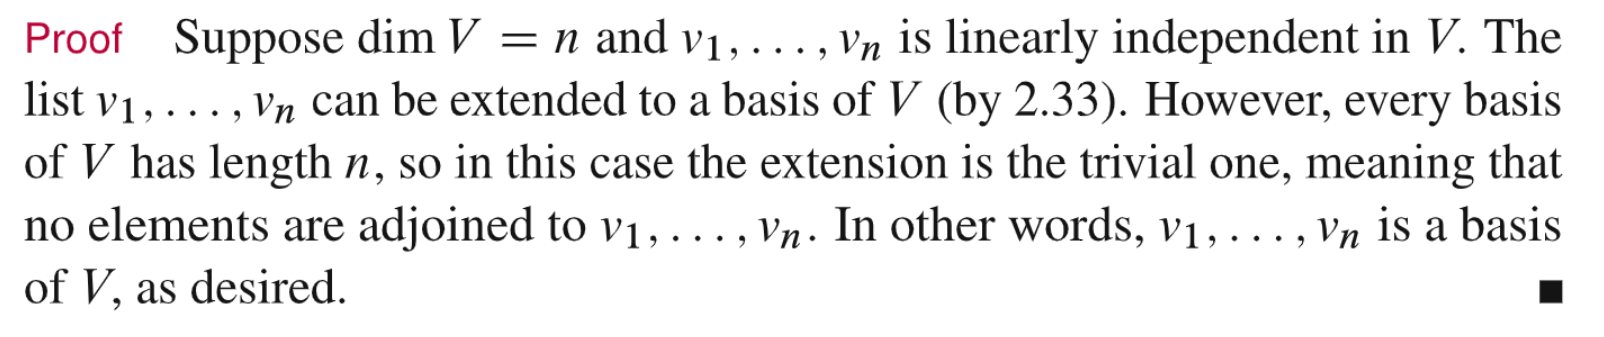 Proof Suppose dim V = n and v₁, . . . , vₙ is linearly independent in V. The
list v₁, . . . , vₙ can be extended to a basis of V (by 2.33). However, every basis
of V has length n, so in this case the extension is the trivial one, meaning that
no elements are adjoined to v₁, . . . , vₙ. In other words, v₁, . . . , vₙ is a basis
of V, as desired. ■